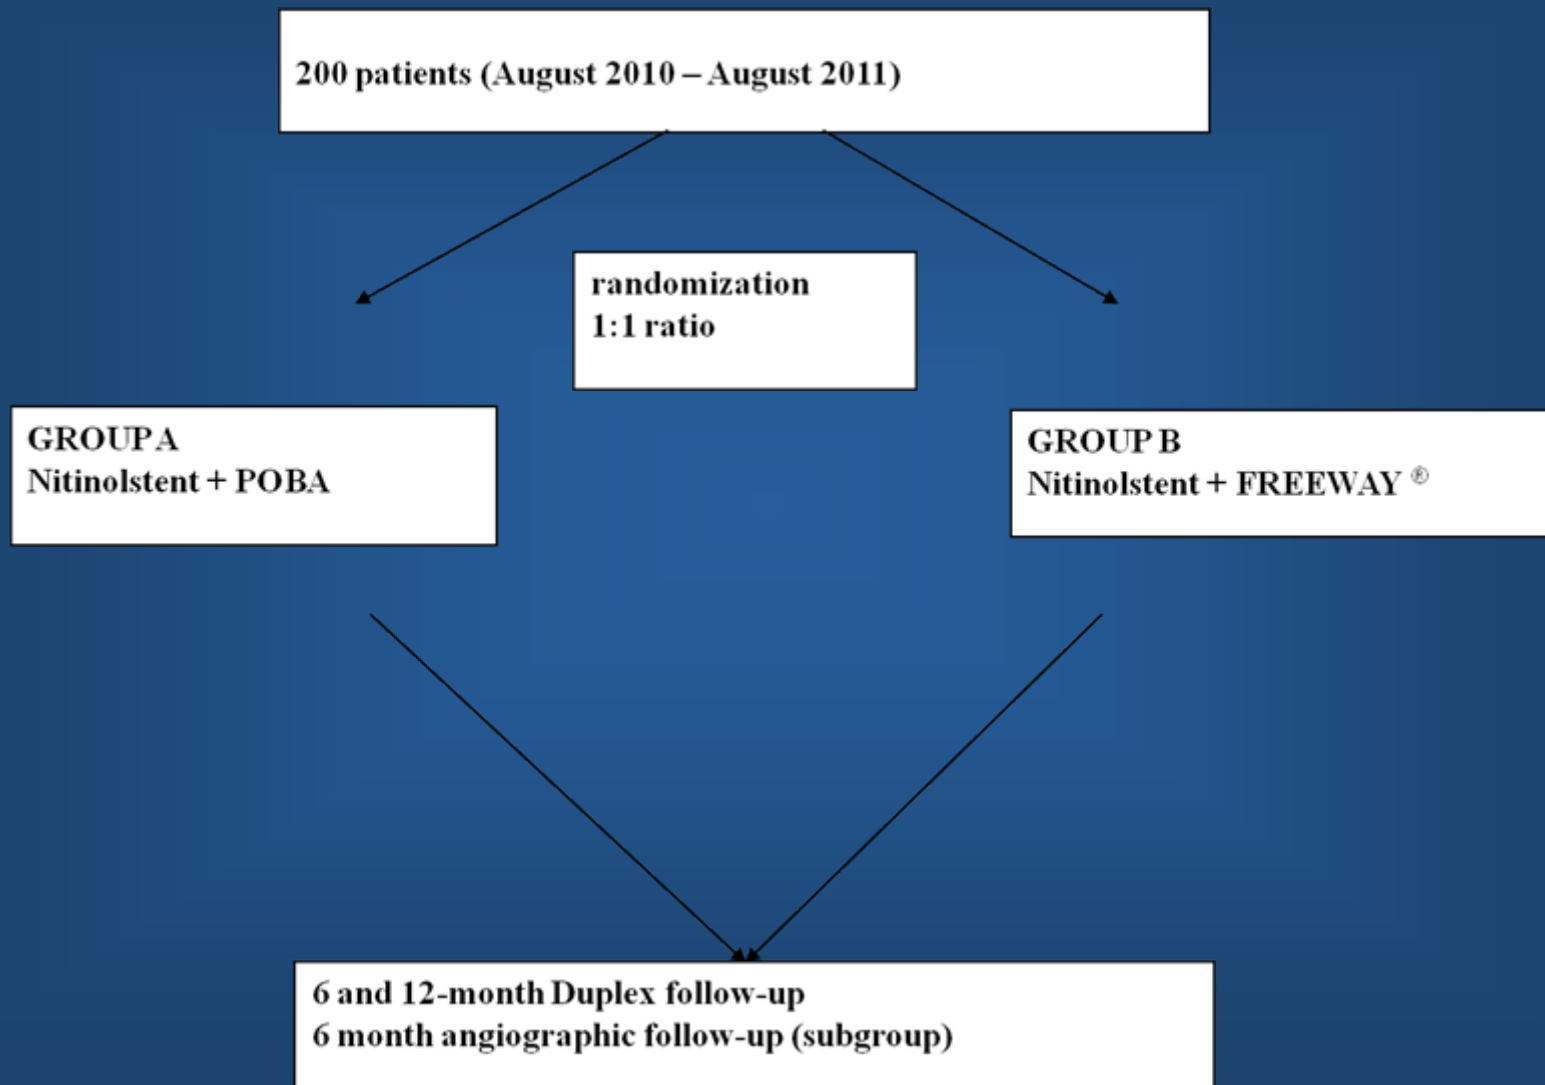 200 patients (August 2010 – August 2011)
randomization
1:1 ratio
GROUP A
Nitinolstent + POBA
GROUP B
Nitinolstent + FREEWAY ®
6 and 12-month Duplex follow-up
6 month angiographic follow-up (subgroup)